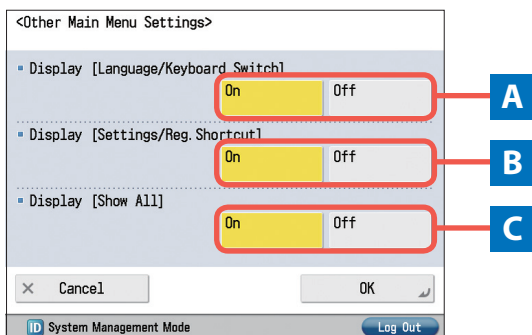 <Other Main Menu Settings>
Display [Language/Keyboard Switch]
On Off
A
Display [Settings/Reg. Shortcut]
On Off
B
Display [Show All]
On Off
C
× Cancel OK
ID System Management Mode Log Out